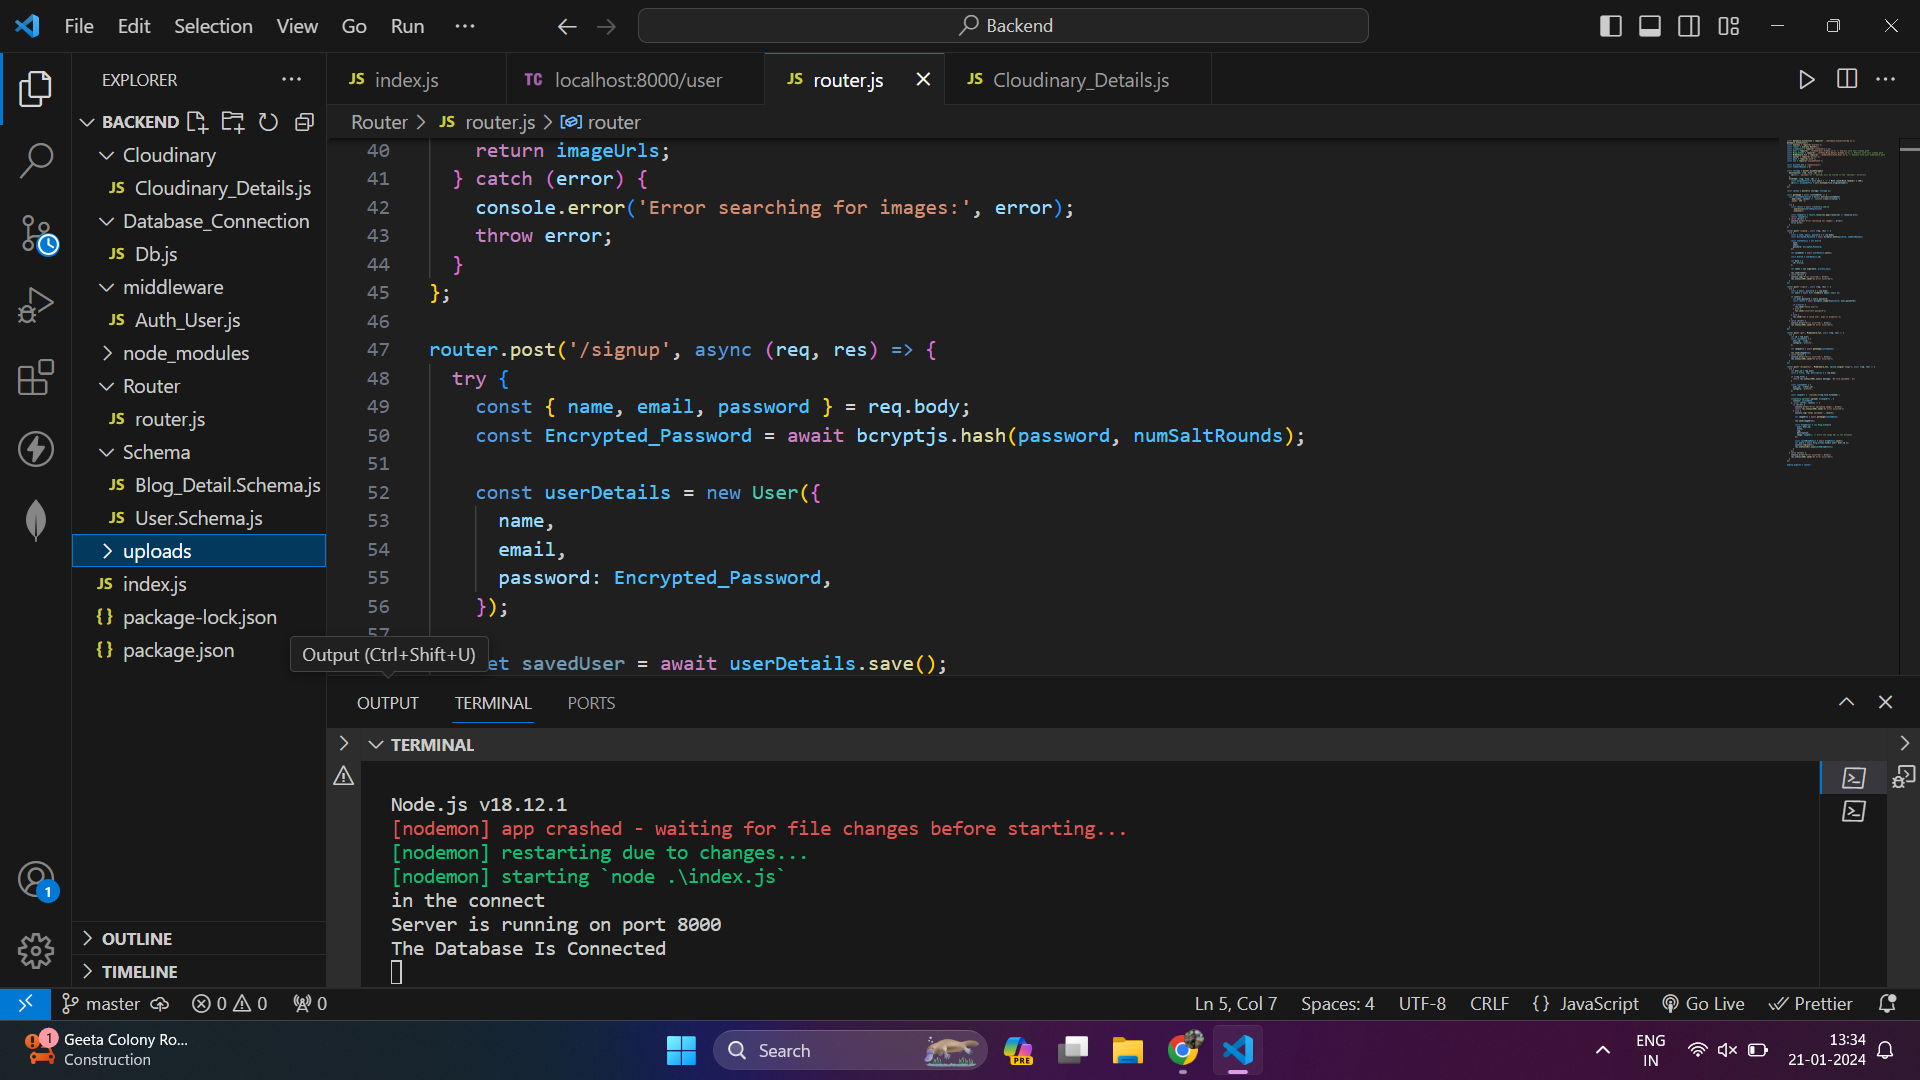 File Edit Selection View Go Run ···
Backend
EXPLORER
JS index.js
TC localhost:8000/user
JS router.js
JS Cloudinary_Details.js
BACKEND
Router > JS router.js > router
Cloudinary
JS Cloudinary_Details.js
Database_Connection
JS Db.js
middleware
JS Auth_User.js
node_modules
Router
JS router.js
Schema
JS Blog_Detail.Schema.js
JS User.Schema.js
uploads
JS index.js
{} package-lock.json
{} package.json
OUTLINE
TIMELINE
40 return imageUrls;
41 } catch (error) {
42 console.error('Error searching for images:', error);
43 throw error;
44 }
45 };
46
47 router.post('/signup', async (req, res) => {
48 try {
49 const { name, email, password } = req.body;
50 const Encrypted_Password = await bcryptjs.hash(password, numSaltRounds);
51
52 const userDetails = new User({
53 name,
54 email,
55 password: Encrypted_Password,
56 });
57
et savedUser = await userDetails.save();
Output (Ctrl+Shift+U)
OUTPUT TERMINAL PORTS
TERMINAL
Node.js v18.12.1
[nodemon] app crashed - waiting for file changes before starting...
[nodemon] restarting due to changes...
[nodemon] starting `node .\index.js`
in the connect
Server is running on port 8000
The Database Is Connected
1
master 0 0 0
Ln 5, Col 7 Spaces: 4 UTF-8 CRLF {} JavaScript Go Live Prettier
1
Geeta Colony Ro...
Construction
Search
PRE
ENG
IN
13:34
21-01-2024